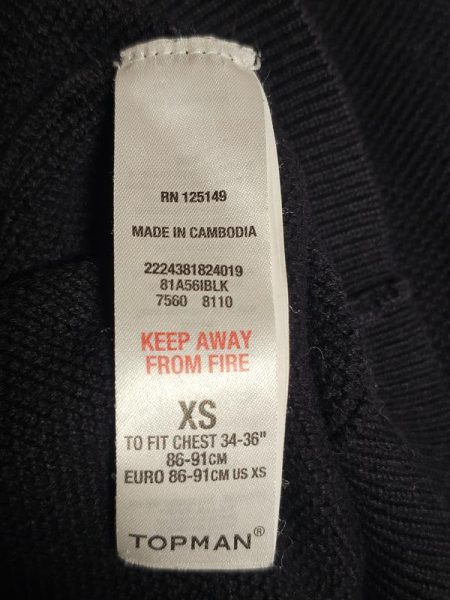 RN 125149
MADE IN CAMBODIA
2224381824019
81A56IBLK
7560 8110
KEEP AWAY
FROM FIRE
XS
TO FIT CHEST 34-36"
86-91CM
EURO 86-91CM US XS
TOPMAN®